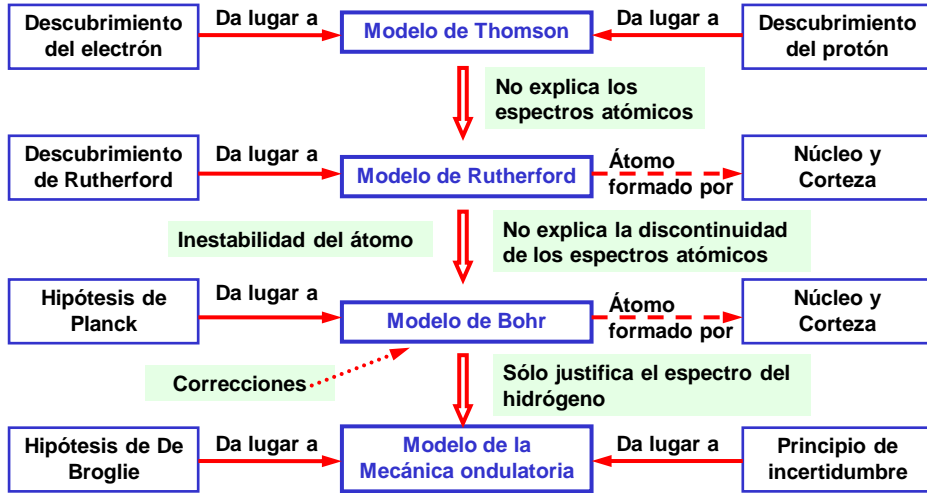 Descubrimiento
del electrón
Da lugar a
Modelo de Thomson
Da lugar a
Descubrimiento
del protón
No explica los
espectros atómicos
Descubrimiento
de Rutherford
Da lugar a
Modelo de Rutherford
Átomo
formado por
Núcleo y
Corteza
Inestabilidad del átomo
No explica la discontinuidad
de los espectros atómicos
Hipótesis de
Planck
Da lugar a
Modelo de Bohr
Átomo
formado por
Núcleo y
Corteza
Correcciones
Sólo justifica el espectro del
hidrógeno
Hipótesis de De
Broglie
Da lugar a
Modelo de la
Mecánica ondulatoria
Da lugar a
Principio de
incertidumbre